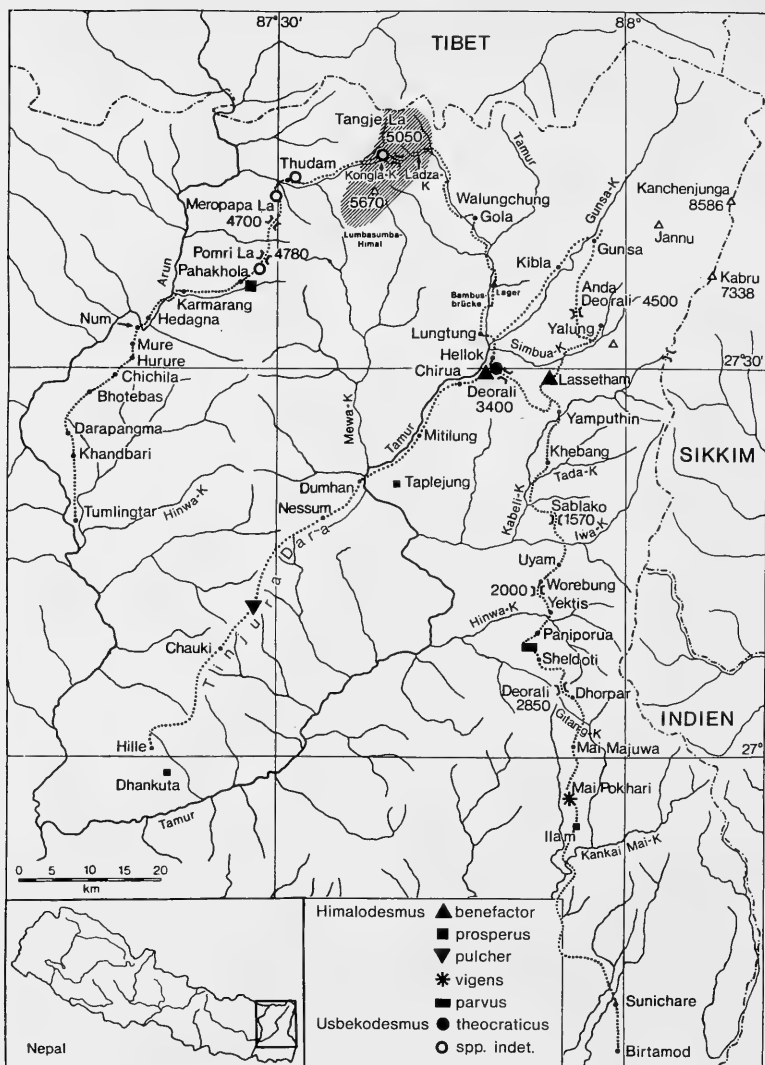 87°30'
88°
TIBET
Tangje La
5050
Thudam
Kongla-K
Ladza-
K
Tamur
Meropapa La
4700
5670
Walungchung
Gola
Gunsa-K
Kanchenjunga
8586
Lumbasumba-
Himal
Jannu
Pomri La
4780
Pahakhola
Gunsa
Arun
Kibla
Kabru
7338
Lager
Anda
Deorali
4500
Karmarang
Bambus-
brücke
Num
Hedagna
Yalung
Lungtung
Simbua-K
Mure
Hellok
Hurure
Chirua
27°30
Chichila
Lassetham
Deorali
3400
Bhotebas
Mewa-K
Tamur
Yamputhin
Darapangma
Mitilung
Khandbari
Khebang
SIKKIM
Tada-K
Dumhan
Taplejung
Kabeli-K
Nessum
Sablako
1570
Tumlingtar
Hinwa-K
Iwa-K
Uyam
Tinjura Dara
2000
Worebung
Yektis
Hinwa-K
Paniporua
Chauki
Sheldoti
Deorali
2850
Dhorpar
Gitang-K
INDIEN
Hille
Mai Majuwa
27°
Dhankuta
Mai Pokhari
Tamur
Ilam
Kankai Mai-K
0 5 10 15 20
km
Himalodesmus
benefactor
prosperus
pulcher
vigens
parvus
Usbekodesmus
theocraticus
spp. indet.
Nepal
Sunichare
Birtamod